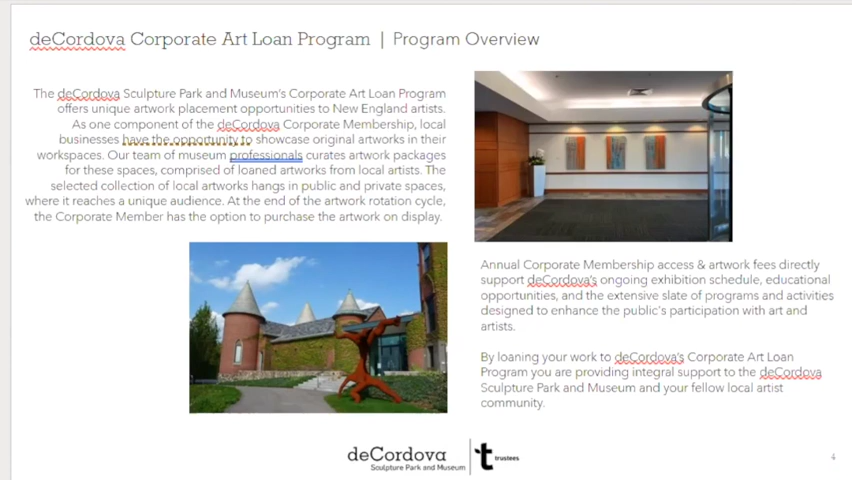 deCordova Corporate Art Loan Program | Program Overview
The deCordova Sculpture Park and Museum's Corporate Art Loan Program
offers unique artwork placement opportunities to New England artists.
As one component of the deCordova Corporate Membership, local
businesses have the opportunity to showcase original artworks in their
workspaces. Our team of museum professionals curates artwork packages
for these spaces, comprised of loaned artworks from local artists. The
selected collection of local artworks hangs in public and private spaces,
where it reaches a unique audience. At the end of the artwork rotation cycle,
the Corporate Member has the option to purchase the artwork on display.
Annual Corporate Membership access & artwork fees directly
support deCordova's ongoing exhibition schedule, educational
opportunities, and the extensive slate of programs and activities
designed to enhance the public's participation with art and
artists.
By loaning your work to deCordova's Corporate Art Loan
Program you are providing integral support to the deCordova
Sculpture Park and Museum and your fellow local artist
community.
deCordova
Sculpture Park and Museum
t trustees
4